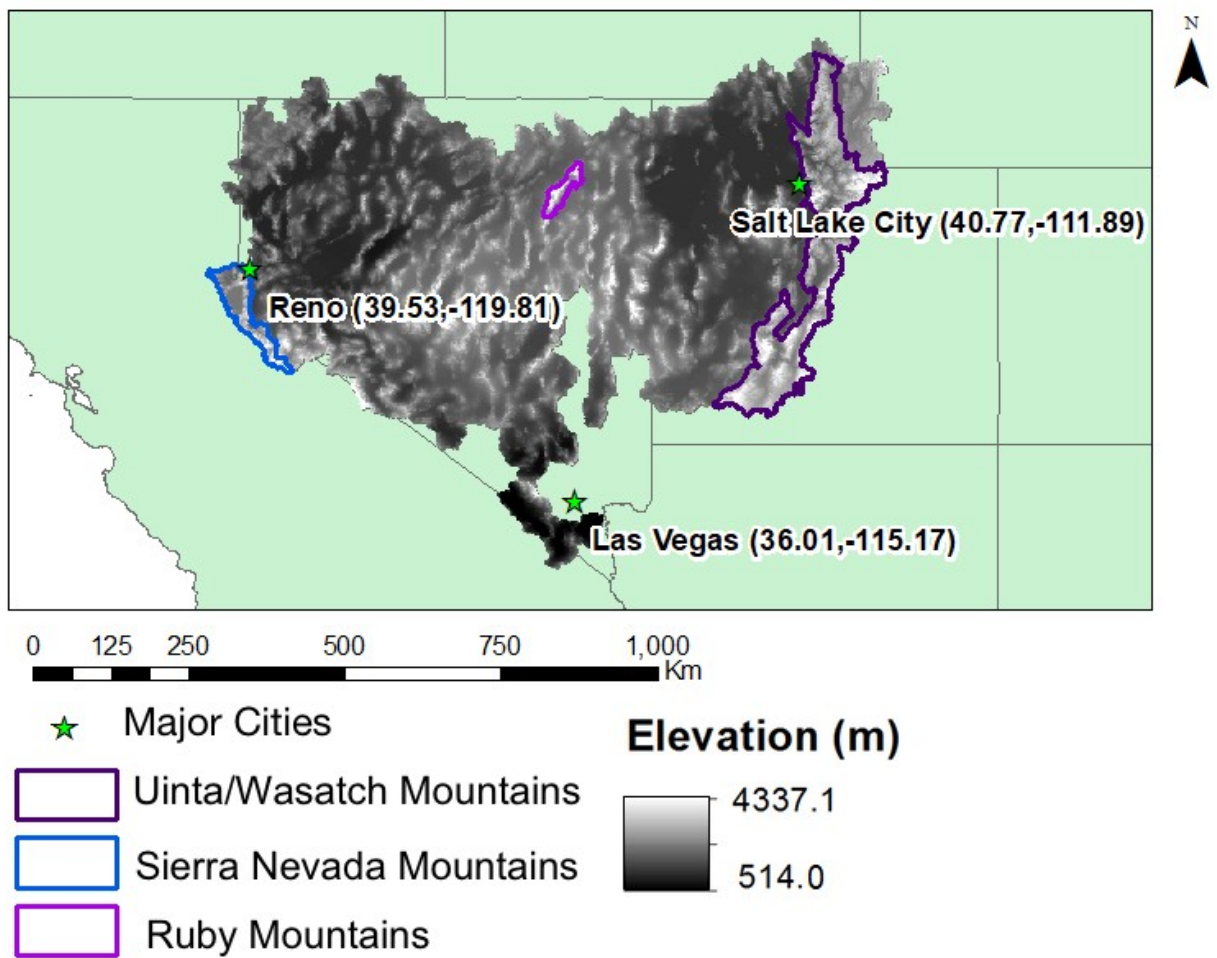 N
Salt Lake City (40.77,-111.89)
Reno (39.53,-119.81)
Las Vegas (36.01,-115.17)
0 125 250 500 750 1,000
Km
Major Cities
Uinta/Wasatch Mountains
Sierra Nevada Mountains
Ruby Mountains
Elevation (m)
4337.1
514.0